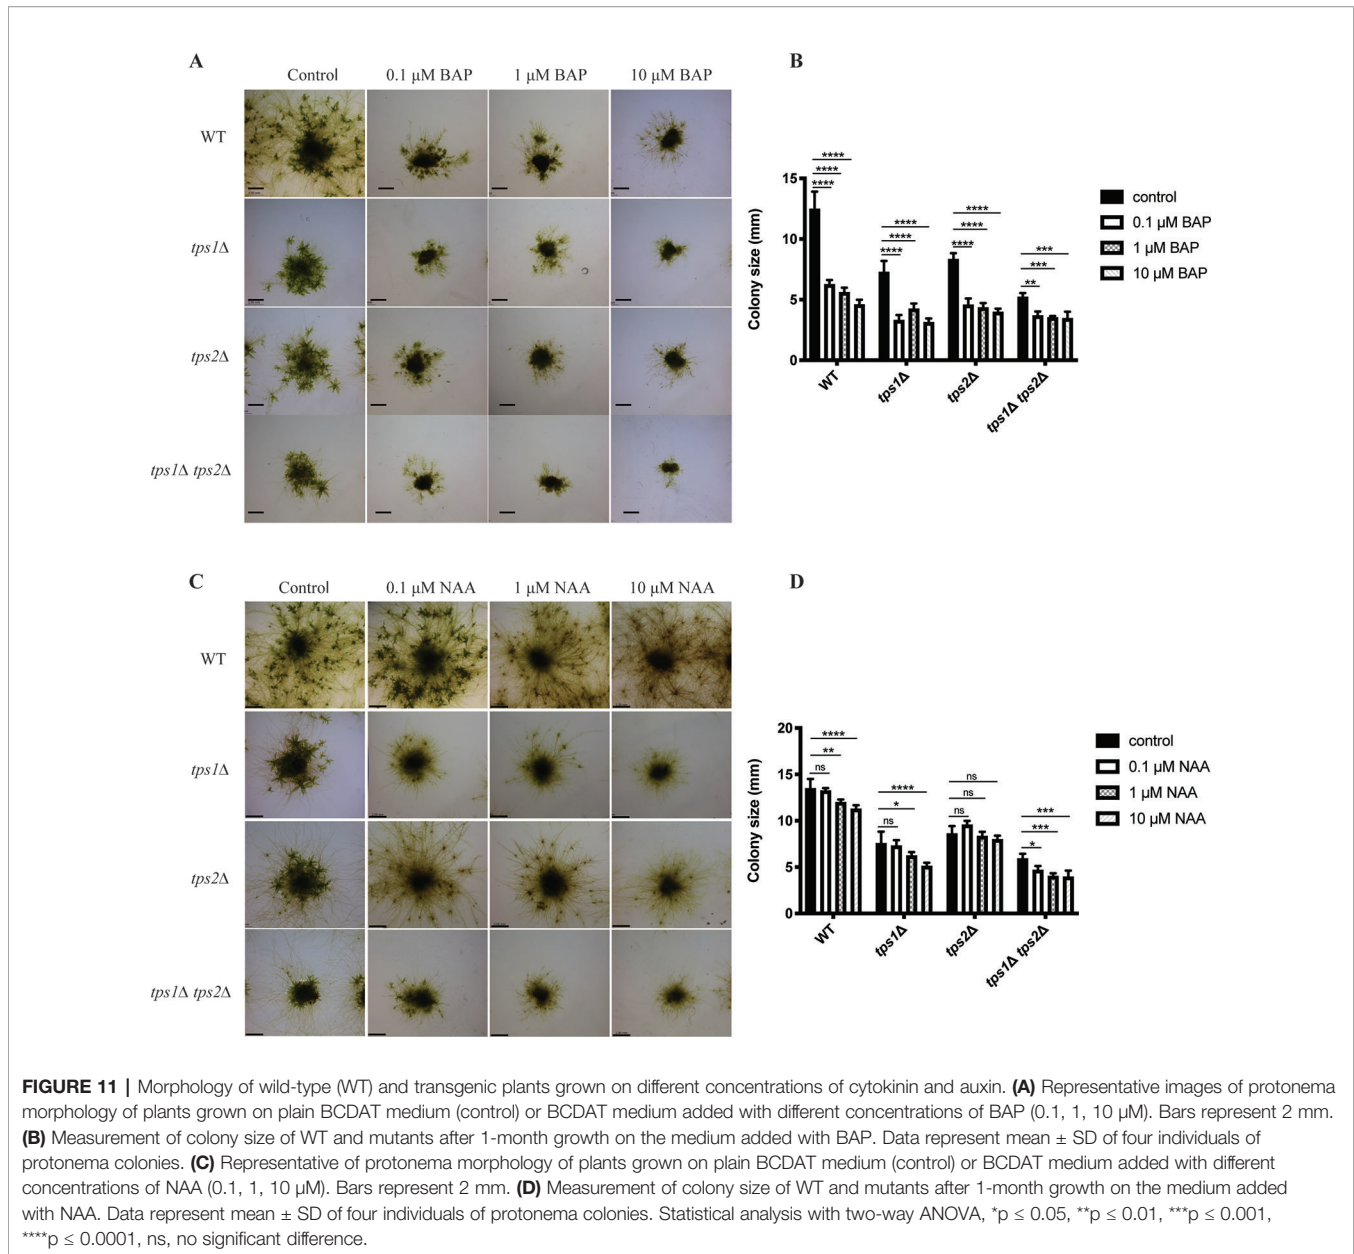 A
Control 0.1 µM BAP 1 µM BAP 10 µM BAP
WT
tps1Δ
tps2Δ
tps1Δ tps2Δ
B
Colony size (mm)
15
10
5
0
**** **** ****
**** **** ****
**** **** ****
*** *** **
WT tps1Δ tps2Δ tps1Δ tps2Δ
control
0.1 µM BAP
1 µM BAP
10 µM BAP
C
Control 0.1 µM NAA 1 µM NAA 10 µM NAA
WT
tps1Δ
tps2Δ
tps1Δ tps2Δ
D
Colony size (mm)
20
15
10
5
0
**** ** ns
**** * ns
ns ns ns
*** *** *
WT tps1Δ tps2Δ tps1Δ tps2Δ
control
0.1 µM NAA
1 µM NAA
10 µM NAA
FIGURE 11 | Morphology of wild-type (WT) and transgenic plants grown on different concentrations of cytokinin and auxin. (A) Representative images of protonema
morphology of plants grown on plain BCDAT medium (control) or BCDAT medium added with different concentrations of BAP (0.1, 1, 10 µM). Bars represent 2 mm.
(B) Measurement of colony size of WT and mutants after 1-month growth on the medium added with BAP. Data represent mean ± SD of four individuals of
protonema colonies. (C) Representative of protonema morphology of plants grown on plain BCDAT medium (control) or BCDAT medium added with different
concentrations of NAA (0.1, 1, 10 µM). Bars represent 2 mm. (D) Measurement of colony size of WT and mutants after 1-month growth on the medium added
with NAA. Data represent mean ± SD of four individuals of protonema colonies. Statistical analysis with two-way ANOVA, *p ≤ 0.05, **p ≤ 0.01, ***p ≤ 0.001,
****p ≤ 0.0001, ns, no significant difference.